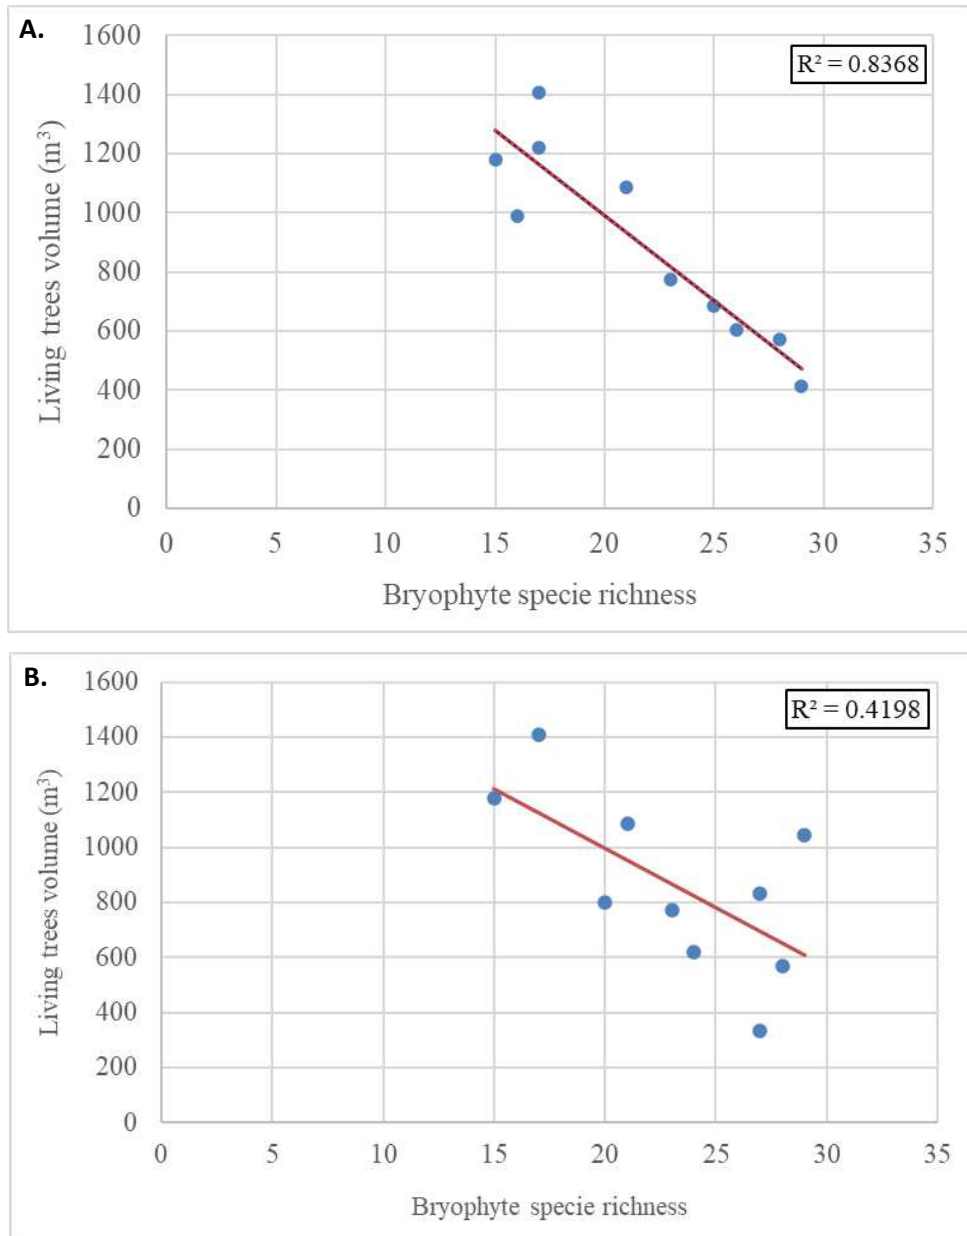 A.
R² = 0.8368
Living trees volume (m³)
1600
1400
1200
1000
800
600
400
200
0
0 5 10 15 20 25 30 35
Bryophyte specie richness
B.
R² = 0.4198
Living trees volume (m³)
1600
1400
1200
1000
800
600
400
200
0
0 5 10 15 20 25 30 35
Bryophyte specie richness